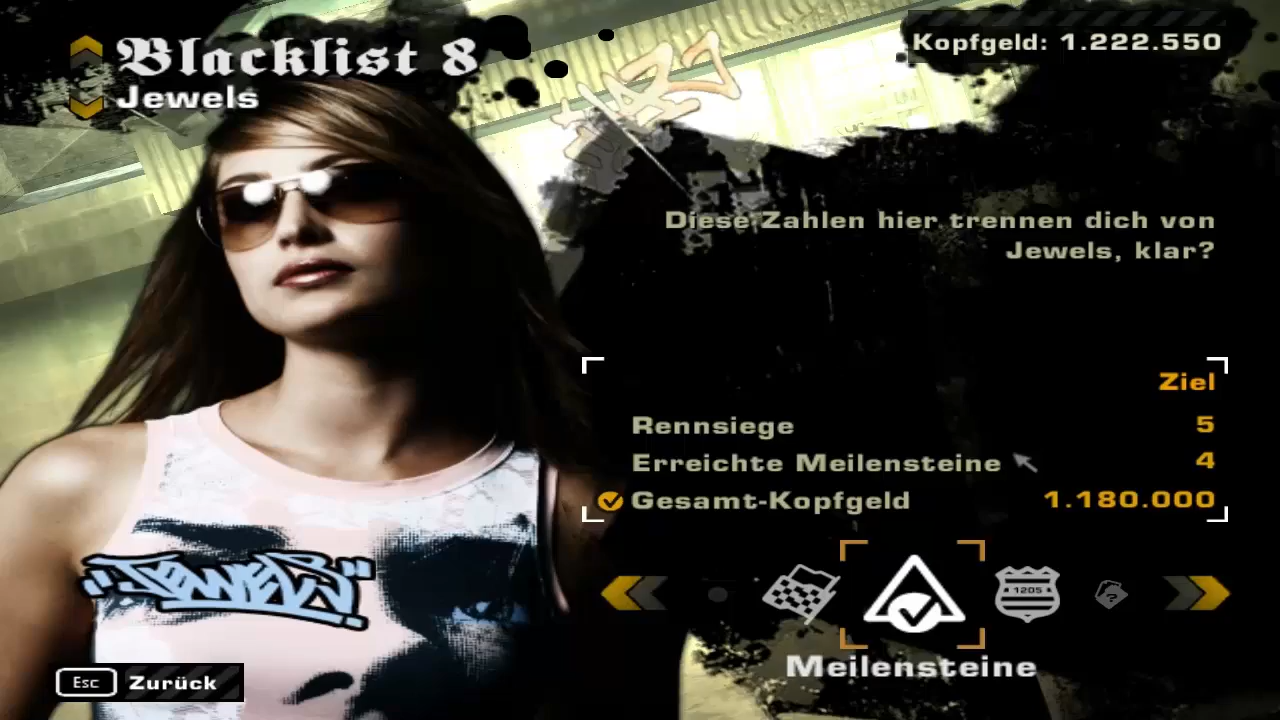 Blacklist 8
Jewels
Kopfgeld: 1.222.550
Diese Zahlen hier trennen dich von
Jewels, klar?
Ziel
Rennsiege 5
Erreichte Meilensteine 4
Gesamt-Kopfgeld 1.180.000
"JEWELS"
1205
?
Meilensteine
Esc Zurück